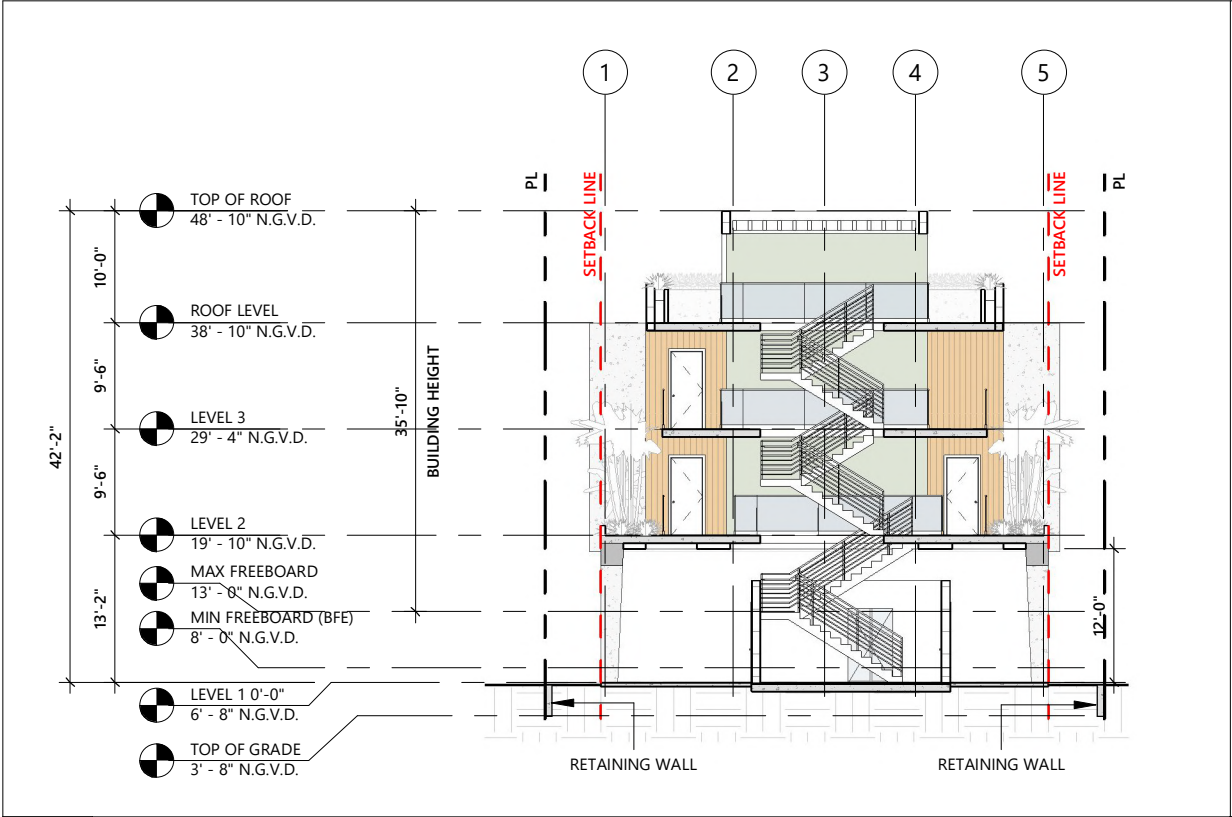 1
2
3
4
5
PL
SETBACK LINE
SETBACK LINE
PL
TOP OF ROOF
48' - 10" N.G.V.D.
10'-0"
ROOF LEVEL
38' - 10" N.G.V.D.
9'-6"
35'-10"
BUILDING HEIGHT
LEVEL 3
29' - 4" N.G.V.D.
42'-2"
9'-6"
LEVEL 2
19' - 10" N.G.V.D.
MAX FREEBOARD
13' - 0" N.G.V.D.
13'-2"
MIN FREEBOARD (BFE)
8' - 0" N.G.V.D.
12'-0"
LEVEL 1 0'-0"
6' - 8" N.G.V.D.
TOP OF GRADE
3' - 8" N.G.V.D.
RETAINING WALL
RETAINING WALL